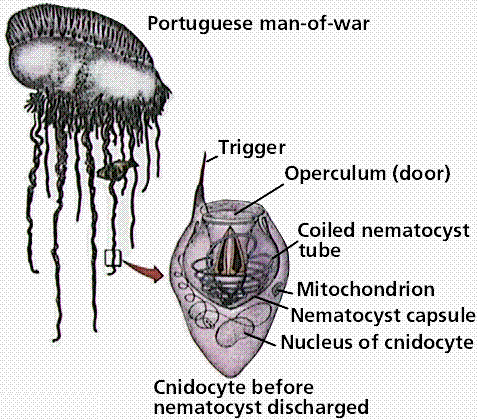 Portuguese man-of-war
Trigger
Operculum (door)
Coiled nematocyst
tube
Mitochondrion
Nematocyst capsule
Nucleus of cnidocyte
Cnidocyte before
nematocyst discharged